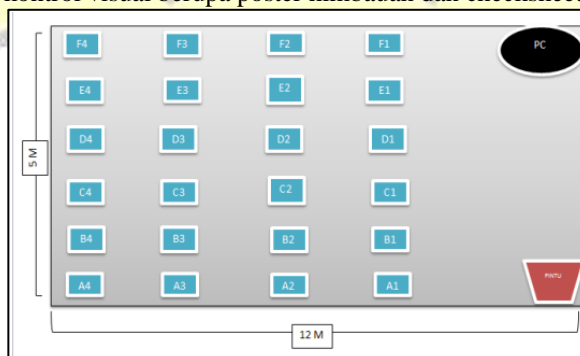 kontrol visual berupa poster himbauan dan checksheet
F4 F3 F2 F1 PC
E4 E3 E2 E1
5 M
D4 D3 D2 D1
C4 C3 C2 C1
B4 B3 B2 B1
A4 A3 A2 A1 PINTU
12 M